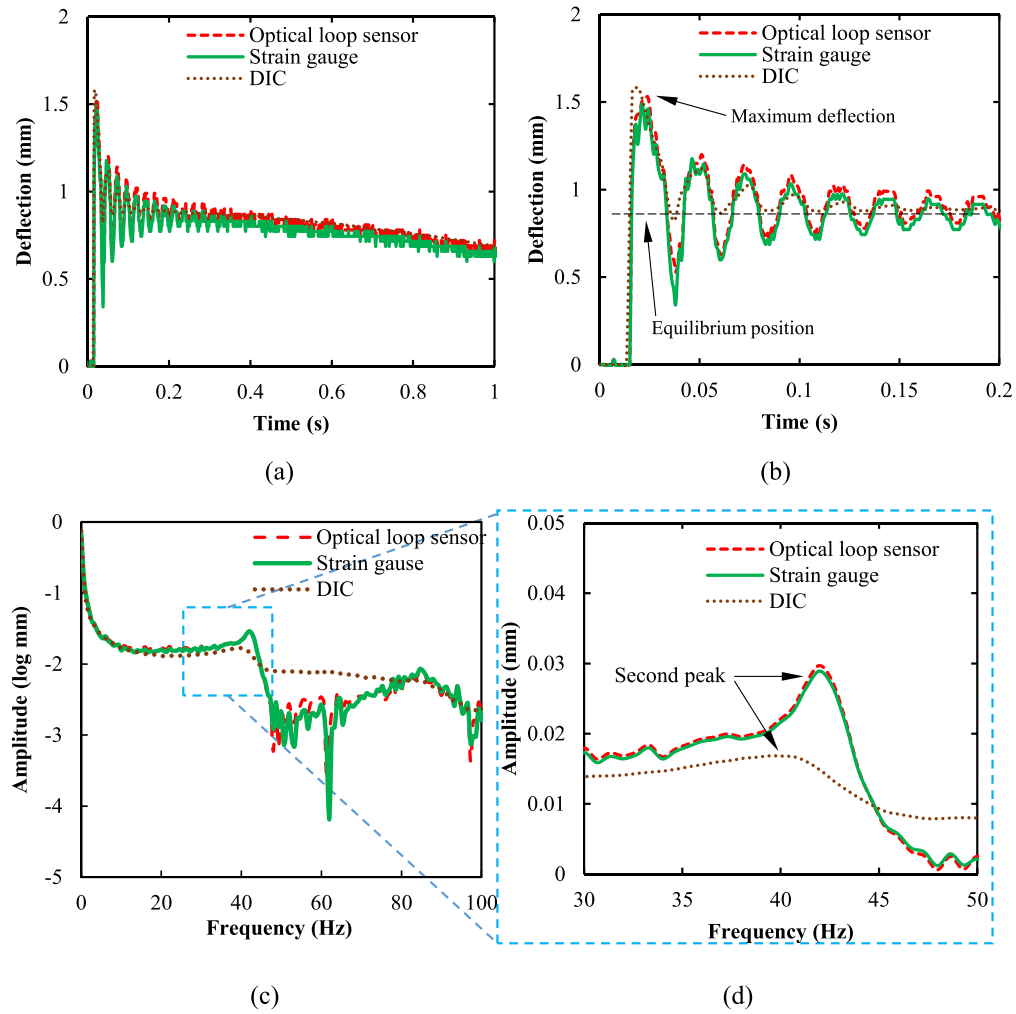 2
1.5
1
0.5
0
0
0.2
0.4
0.6
0.8
1
Deflection (mm)
Time (s)
Optical loop sensor
Strain gauge
DIC
(a)
2
1.5
1
0.5
0
0
0.05
0.1
0.15
0.2
Deflection (mm)
Time (s)
Optical loop sensor
Strain gauge
DIC
Maximum deflection
Equilibrium position
(b)
0
-1
-2
-3
-4
-5
0
20
40
60
80
100
Amplitude (log mm)
Frequency (Hz)
Optical loop sensor
Strain gause
DIC
(c)
0.05
0.04
0.03
0.02
0.01
0
30
35
40
45
50
Amplitude (mm)
Frequency (Hz)
Optical loop sensor
Strain gauge
DIC
Second peak
(d)